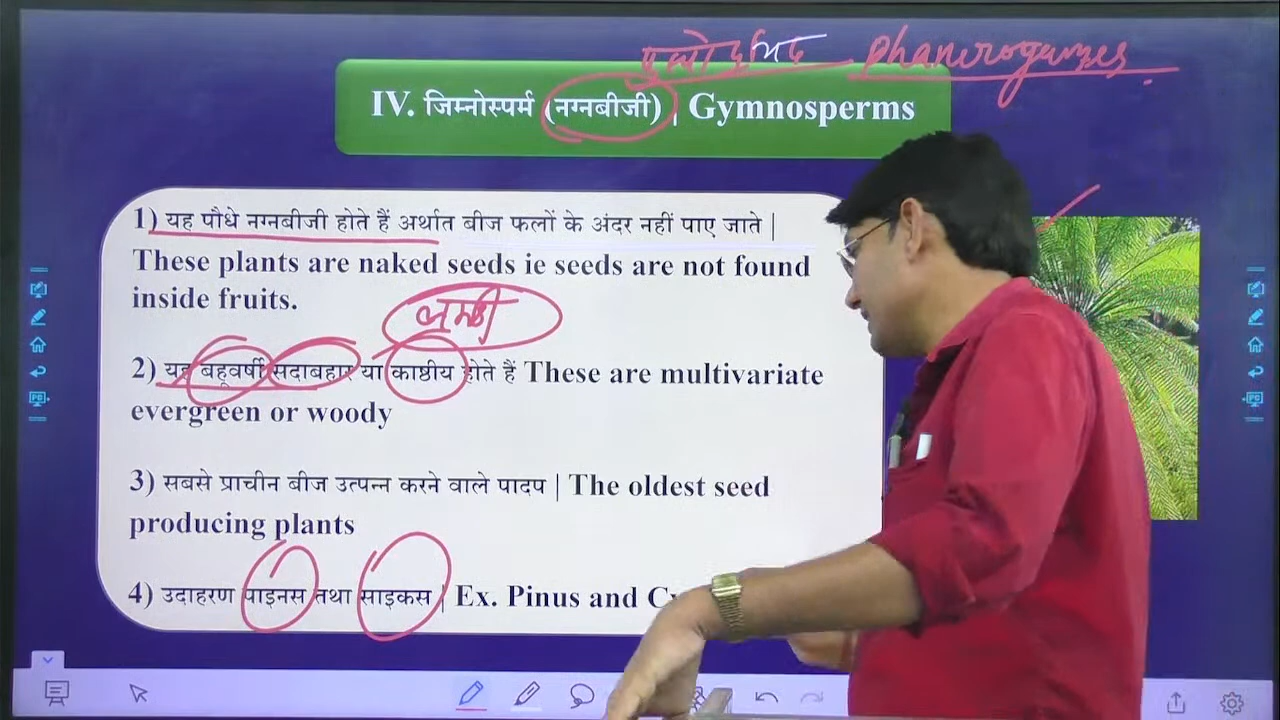 phanerogames
IV. जिम्नोस्पर्म (नग्नबीजी) | Gymnosperms
1) यह पौधे नग्नबीजी होते हैं अर्थात बीज फलों के अंदर नहीं पाए जाते |
These plants are naked seeds ie seeds are not found
inside fruits.
2) यह बहूवर्षी सदाबहार या काष्ठीय होते हैं These are multivariate
evergreen or woody
3) सबसे प्राचीन बीज उत्पन्न करने वाले पादप | The oldest seed
producing plants
4) उदाहरण पाइनस तथा साइकस | Ex. Pinus and